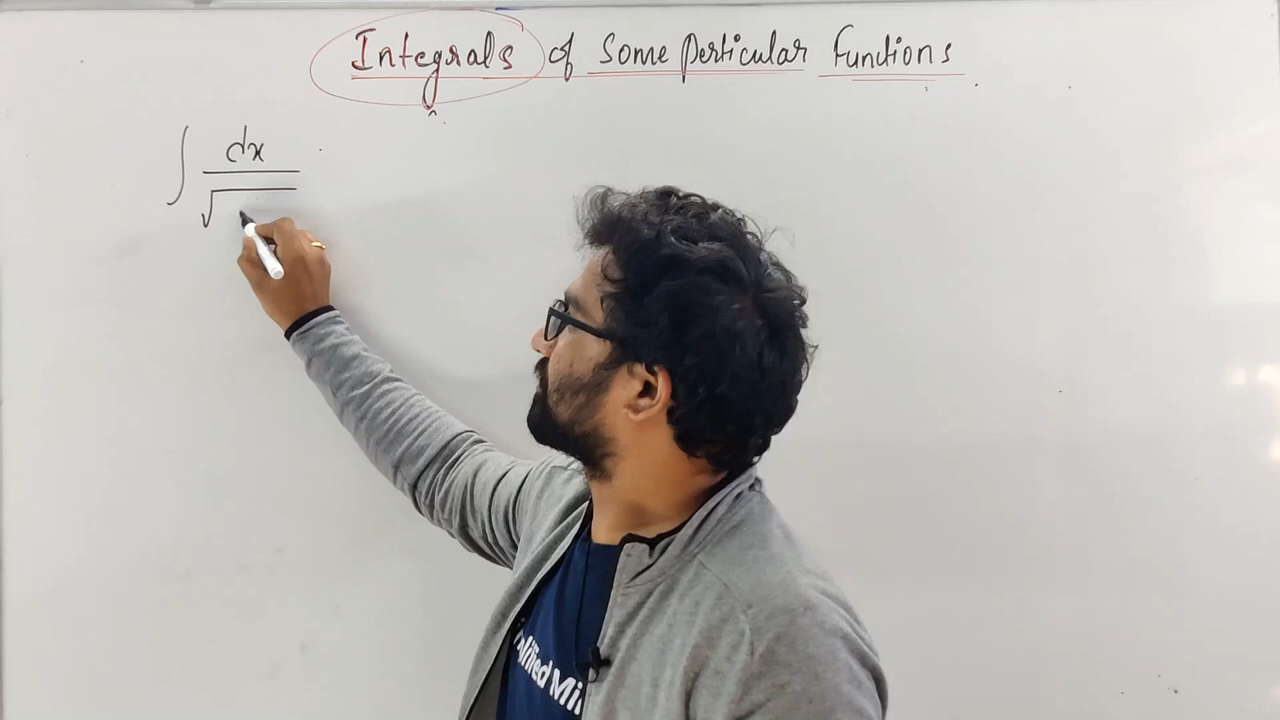 Integrals of Some Perticular Functions
∫ dx / √